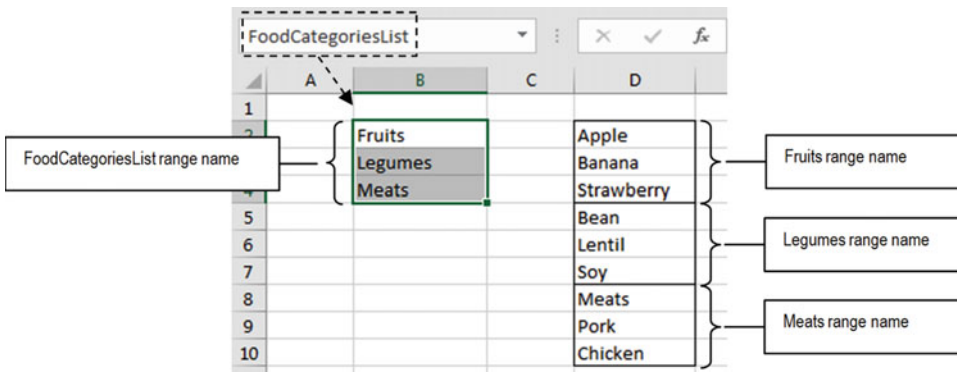 FoodCategoriesList
fx
A B C D
1
2 Fruits Apple
FoodCategoriesList range name
Legumes Banana
Fruits range name
4 Meats Strawberry
5 Bean
6 Lentil
Legumes range name
7 Soy
8 Meats
9 Pork
Meats range name
10 Chicken